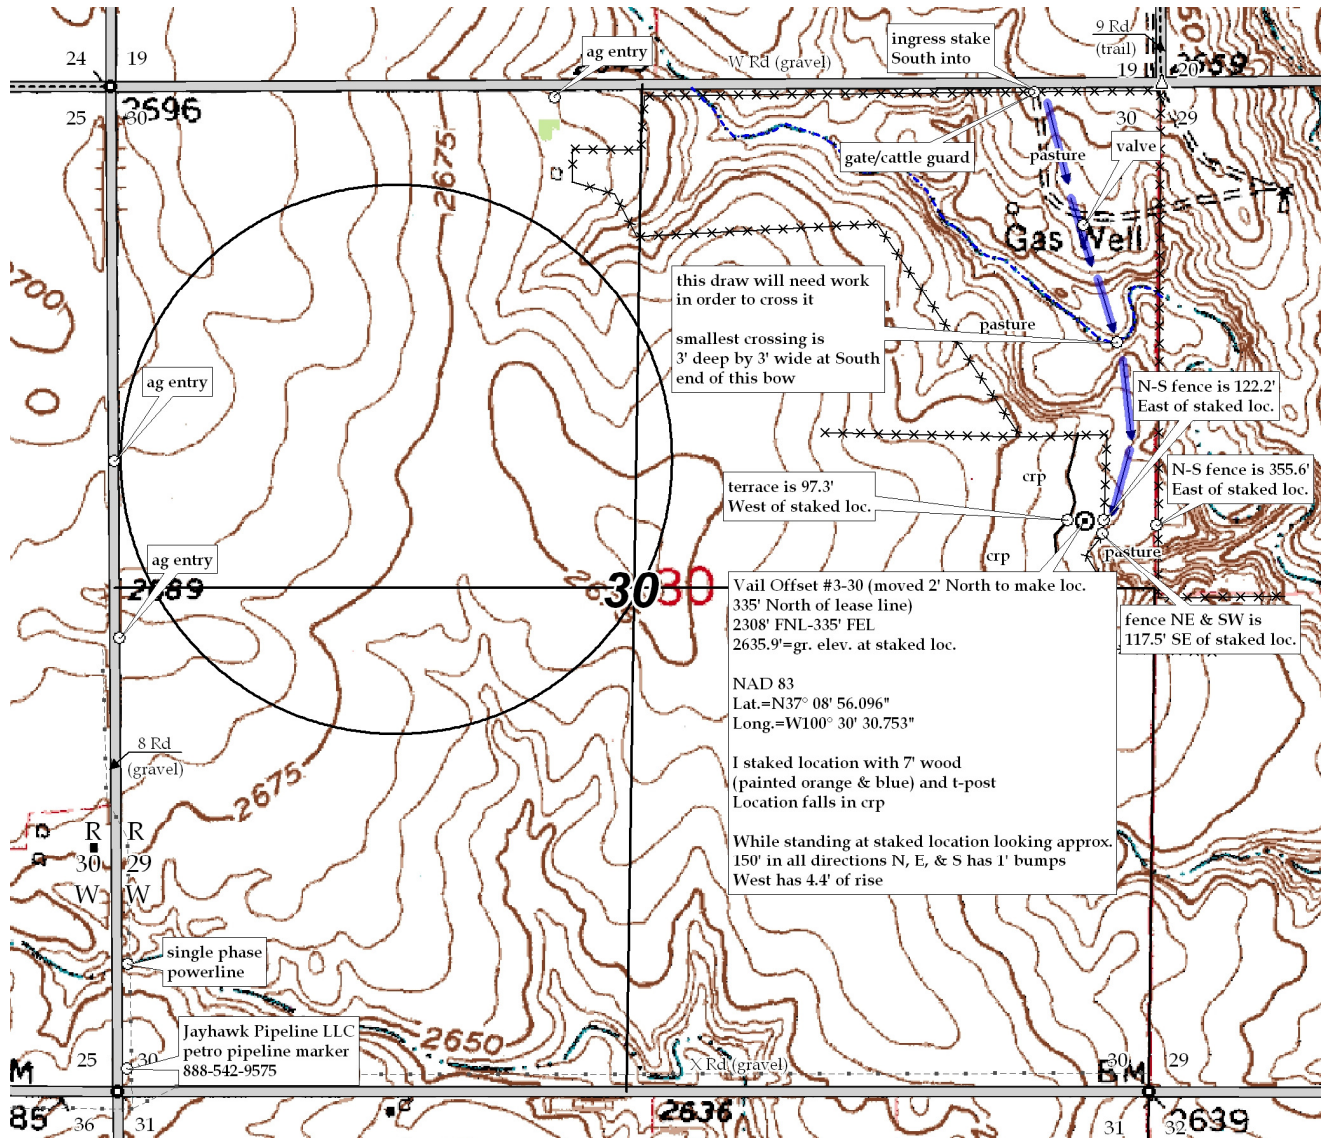 24
19
ag entry
W Rd (gravel)
ingress stake
South into
9 Rd
(trail)
2659
19
20
2696
25
30
30
29
gate/cattle guard
pasture
valve
2675
Gas Well
700
this draw will need work
in order to cross it
smallest crossing is
3' deep by 3' wide at South
end of this bow
pasture
ag entry
N-S fence is 122.2'
East of staked loc.
N-S fence is 355.6'
East of staked loc.
terrace is 97.3'
West of staked loc.
crp
crp
pasture
ag entry
2689
30
30
Vail Offset #3-30 (moved 2' North to make loc.
335' North of lease line)
2308' FNL-335' FEL
2635.9'=gr. elev. at staked loc.
NAD 83
Lat.=N37° 08' 56.096"
Long.=W100° 30' 30.753"
I staked location with 7' wood
(painted orange & blue) and t-post
Location falls in crp
While standing at staked location looking approx.
150' in all directions N, E, & S has 1' bumps
West has 4.4' of rise
fence NE & SW is
117.5' SE of staked loc.
8 Rd
(gravel)
2675
R
R
30
29
W
W
single phase
powerline
Jayhawk Pipeline LLC
petro pipeline marker
888-542-9575
2650
X Rd (gravel)
25
30
30
29
M
BM
85
36
31
2636
31
32
2639